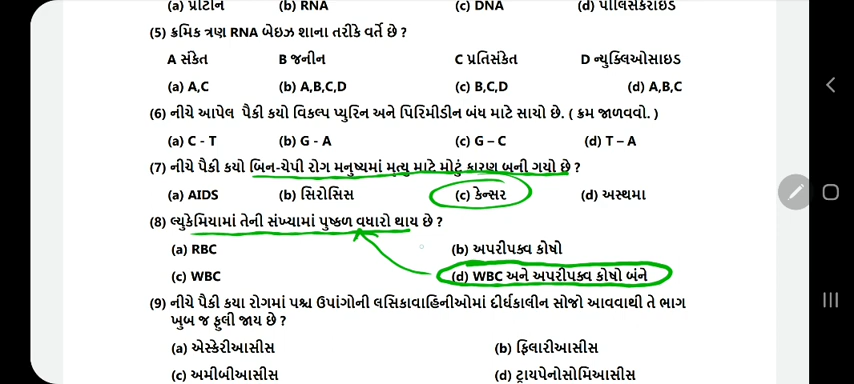 (a) પ્રોટીન (b) RNA (c) DNA (d) પોલિસેકેરાઇડ
(5) ક્રમિક ત્રણ RNA બેઇઝ શાના તરીકે વર્તે છે ?
A સંકેત B જનીન C પ્રતિસંકેત D ન્યુક્લિઓસાઇડ
(a) A,C (b) A,B,C,D (c) B,C,D (d) A,B,C
(6) નીચે આપેલ પૈકી કયો વિકલ્પ પ્યુરિન અને પિરિમીડીન બંધ માટે સાચો છે. ( ક્રમ જાળવવો. )
(a) C - T (b) G - A (c) G – C (d) T – A
(7) નીચે પૈકી કયો બિન-ચેપી રોગ મનુષ્યમાં મૃત્યુ માટે મોટું કારણ બની ગયો છે ?
(a) AIDS (b) સિરોસિસ (c) કેન્સર (d) અસ્થમા
(8) લ્યુકેમિયામાં તેની સંખ્યામાં પુષ્કળ વધારો થાય છે ?
(a) RBC (b) અપરીપક્વ કોષો
(c) WBC (d) WBC અને અપરીપક્વ કોષો બંને
(9) નીચે પૈકી કયા રોગમાં પશ્ચ ઉપાંગોની લસિકાવાહિનીઓમાં દીર્ધકાલીન સોજો આવવાથી તે ભાગ
ખુબ જ ફુલી જાય છે ?
(a) એસ્કેરીઆસીસ (b) ફિલારીઆસીસ
(c) અમીબીઆસીસ (d) ટ્રાયપેનોસોમિઆસીસ